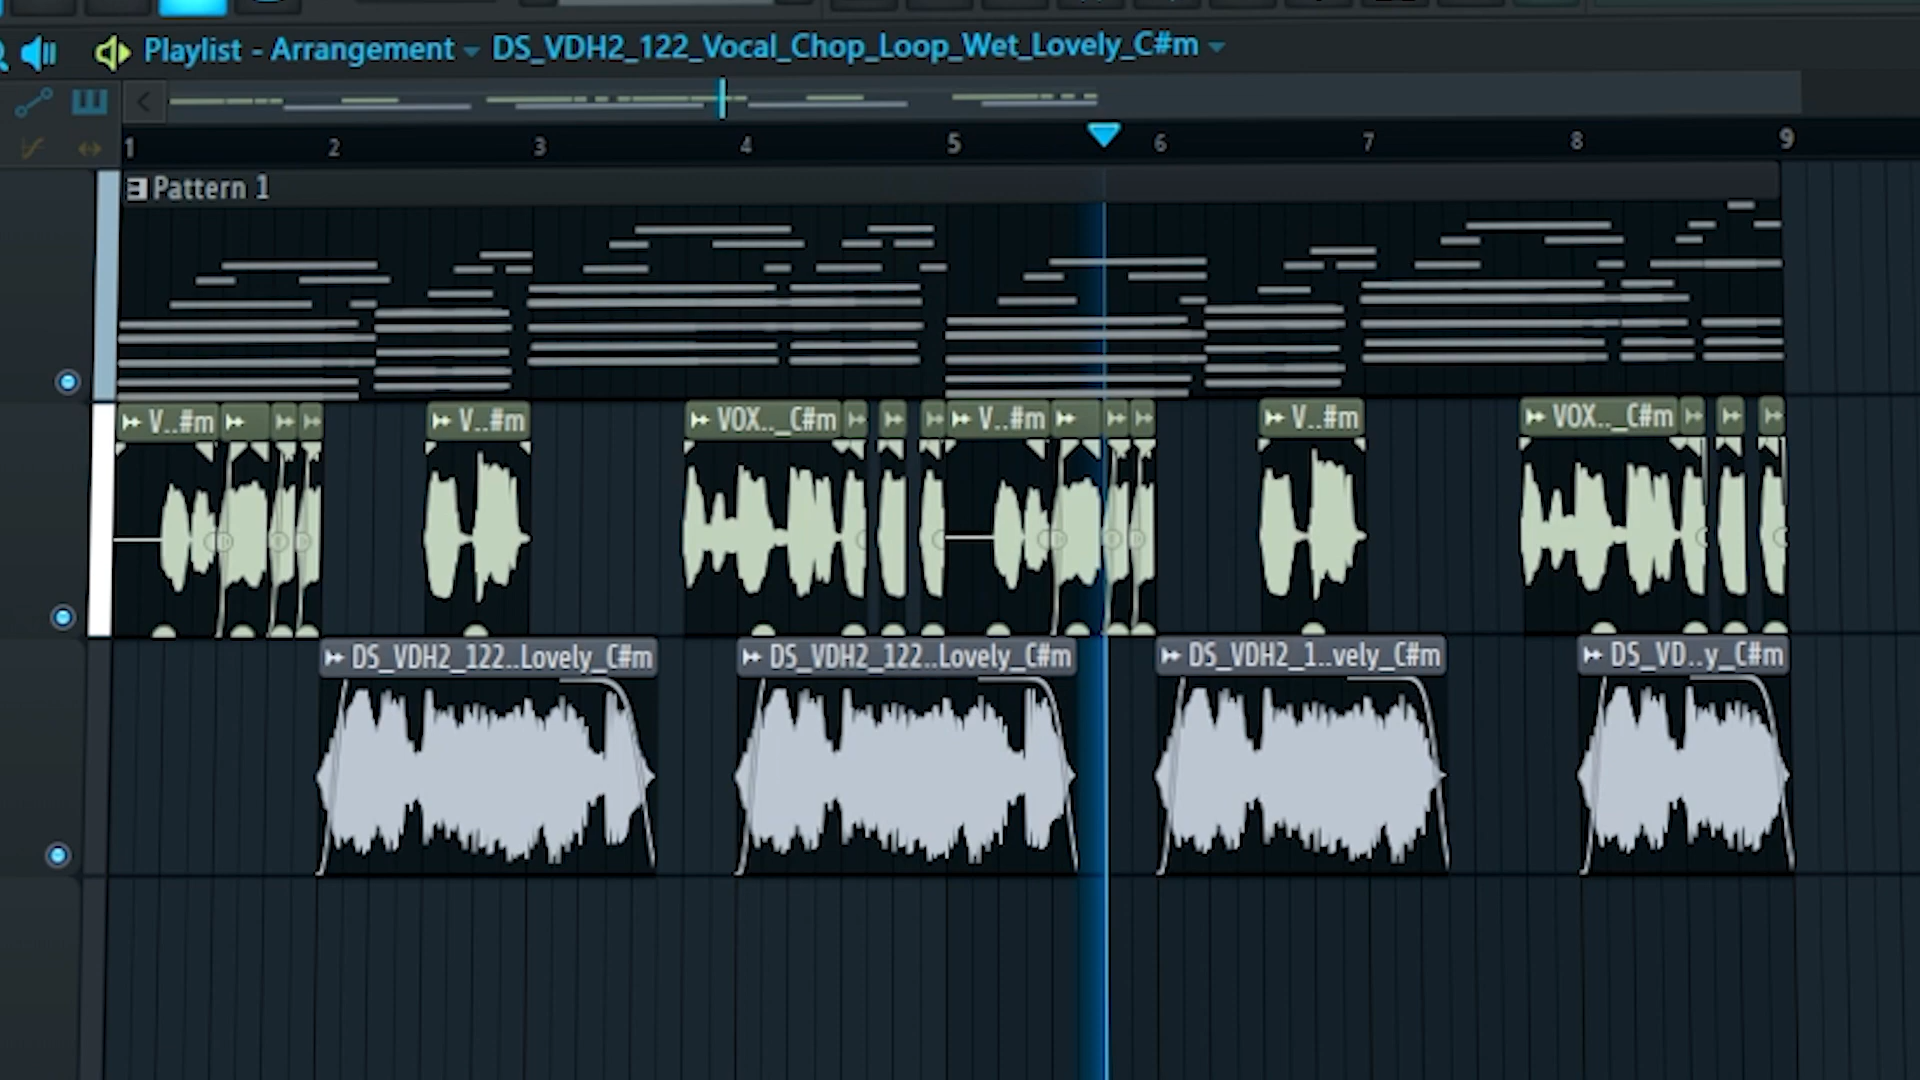 Playlist - Arrangement DS_VDH2_122_Vocal_Chop_Loop_Wet_Lovely_C#m
1 2 3 4 5 6 7 8 9
Pattern 1
V..#m V..#m VOX.._C#m V..#m V..#m VOX.._C#m
DS_VDH2_122..Lovely_C#m DS_VDH2_122..Lovely_C#m DS_VDH2_1..vely_C#m DS_VD..y_C#m